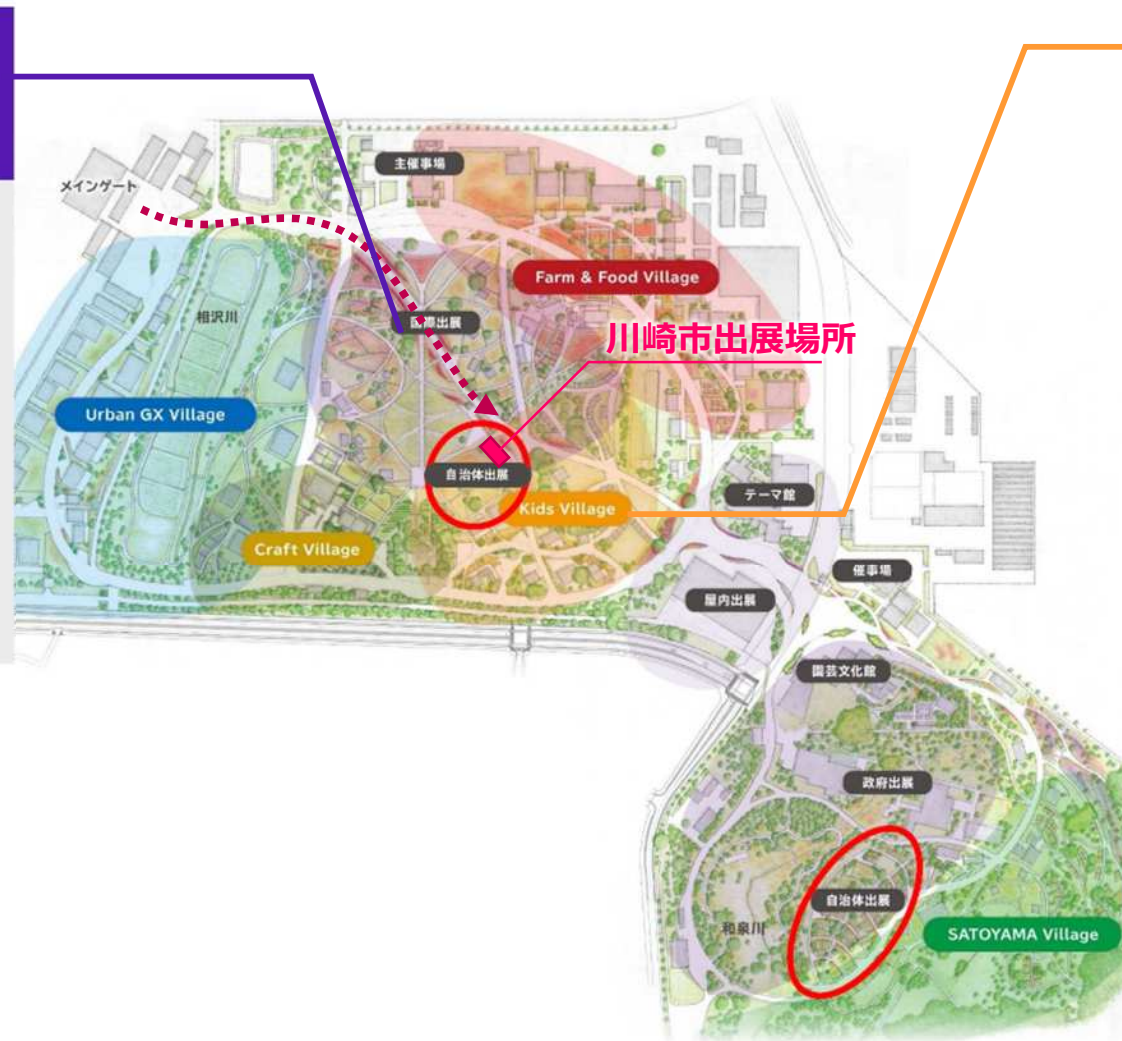 主催事場
メインゲート
Farm & Food Village
相沢川
国際出展
川崎市出展場所
Urban GX Village
自治体出展
テーマ館
Kids Village
Craft Village
催事場
屋内出展
園芸文化館
政府出展
自治体出展
和泉川
SATOYAMA Village